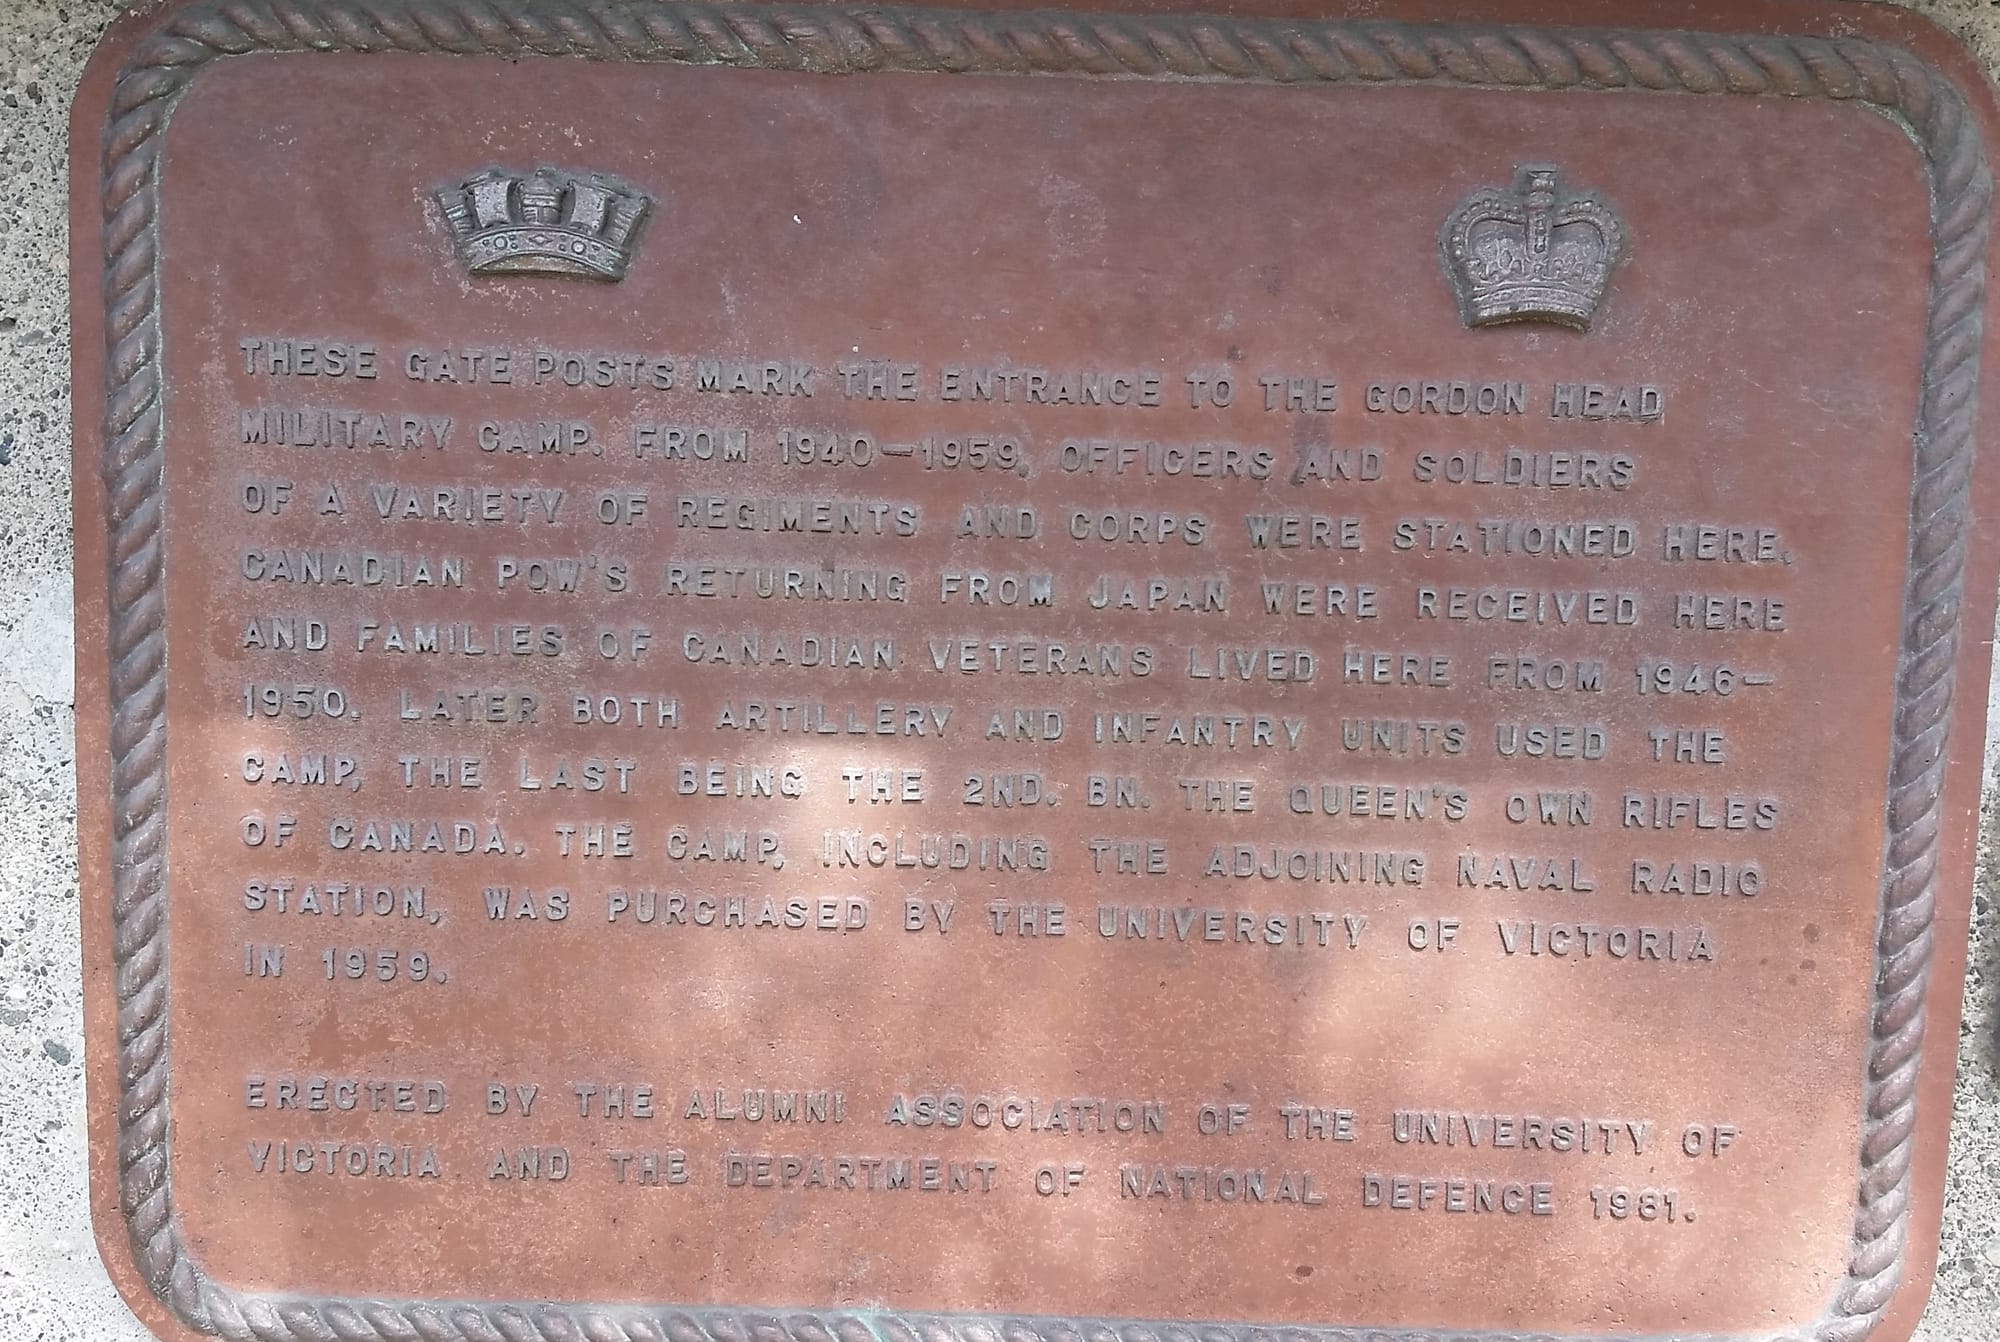 THESE GATE POSTS MARK THE ENTRANCE TO THE GORDON HEAD
MILITARY CAMP. FROM 1940-1959, OFFICERS AND SOLDIERS
OF A VARIETY OF REGIMENTS AND CORPS WERE STATIONED HERE.
CANADIAN POW'S RETURNING FROM JAPAN WERE RECEIVED HERE
AND FAMILIES OF CANADIAN VETERANS LIVED HERE FROM 1946-
1950. LATER BOTH ARTILLERY AND INFANTRY UNITS USED THE
CAMP, THE LAST BEING THE 2ND. BN. THE QUEEN'S OWN RIFLES
OF CANADA. THE CAMP, INCLUDING THE ADJOINING NAVAL RADIO
STATION, WAS PURCHASED BY THE UNIVERSITY OF VICTORIA
IN 1959.
ERECTED BY THE ALUMNI ASSOCIATION OF THE UNIVERSITY OF
VICTORIA AND THE DEPARTMENT OF NATIONAL DEFENCE 1981.